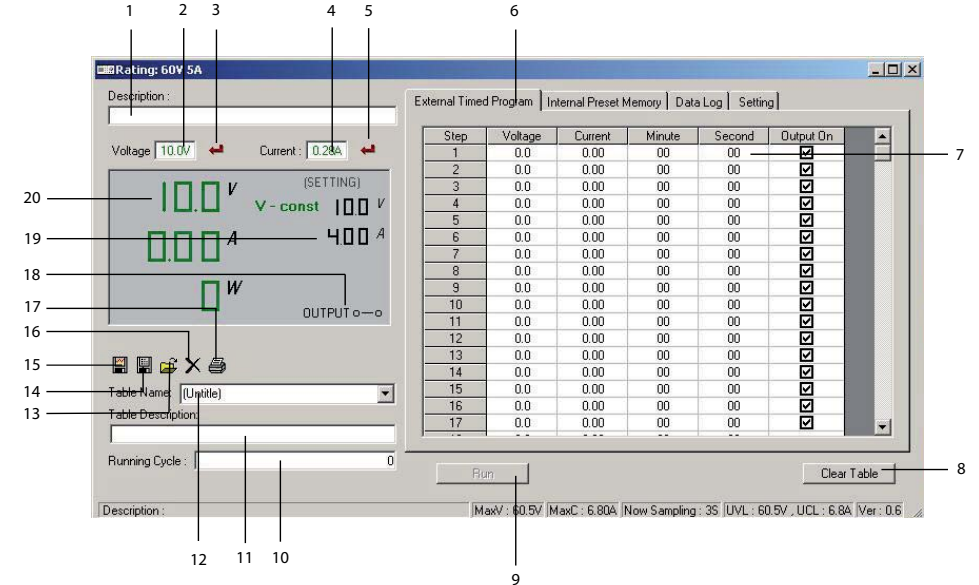 1 2 3 4 5 6
Rating: 60V 5A
Description :
External Timed Program Internal Preset Memory Data Log Setting
Voltage 10.0V Current : 0.28A
Step Voltage Current Minute Second Output On
1 0.0 0.00 00 00 7
2 0.0 0.00 00 00
3 0.0 0.00 00 00
4 0.0 0.00 00 00
5 0.0 0.00 00 00
6 0.0 0.00 00 00
7 0.0 0.00 00 00
8 0.0 0.00 00 00
9 0.0 0.00 00 00
10 0.0 0.00 00 00
11 0.0 0.00 00 00
12 0.0 0.00 00 00
13 0.0 0.00 00 00
14 0.0 0.00 00 00
15 0.0 0.00 00 00
16 0.0 0.00 00 00
17 0.0 0.00 00 00
(SETTING)
20 10.0 V V - const 10.0 V
19 0.00 A 4.00 A
18
0 W
17 OUTPUT
16
15
14 Table Name: (Untitle)
13 Table Description:
Running Cycle : 0
Run Clear Table 8
Description : MaxV : 60.5V MaxC : 6.80A Now Sampling : 3S UVL : 60.5V , UCL : 6.8A Ver : 0.6
12 11 10 9